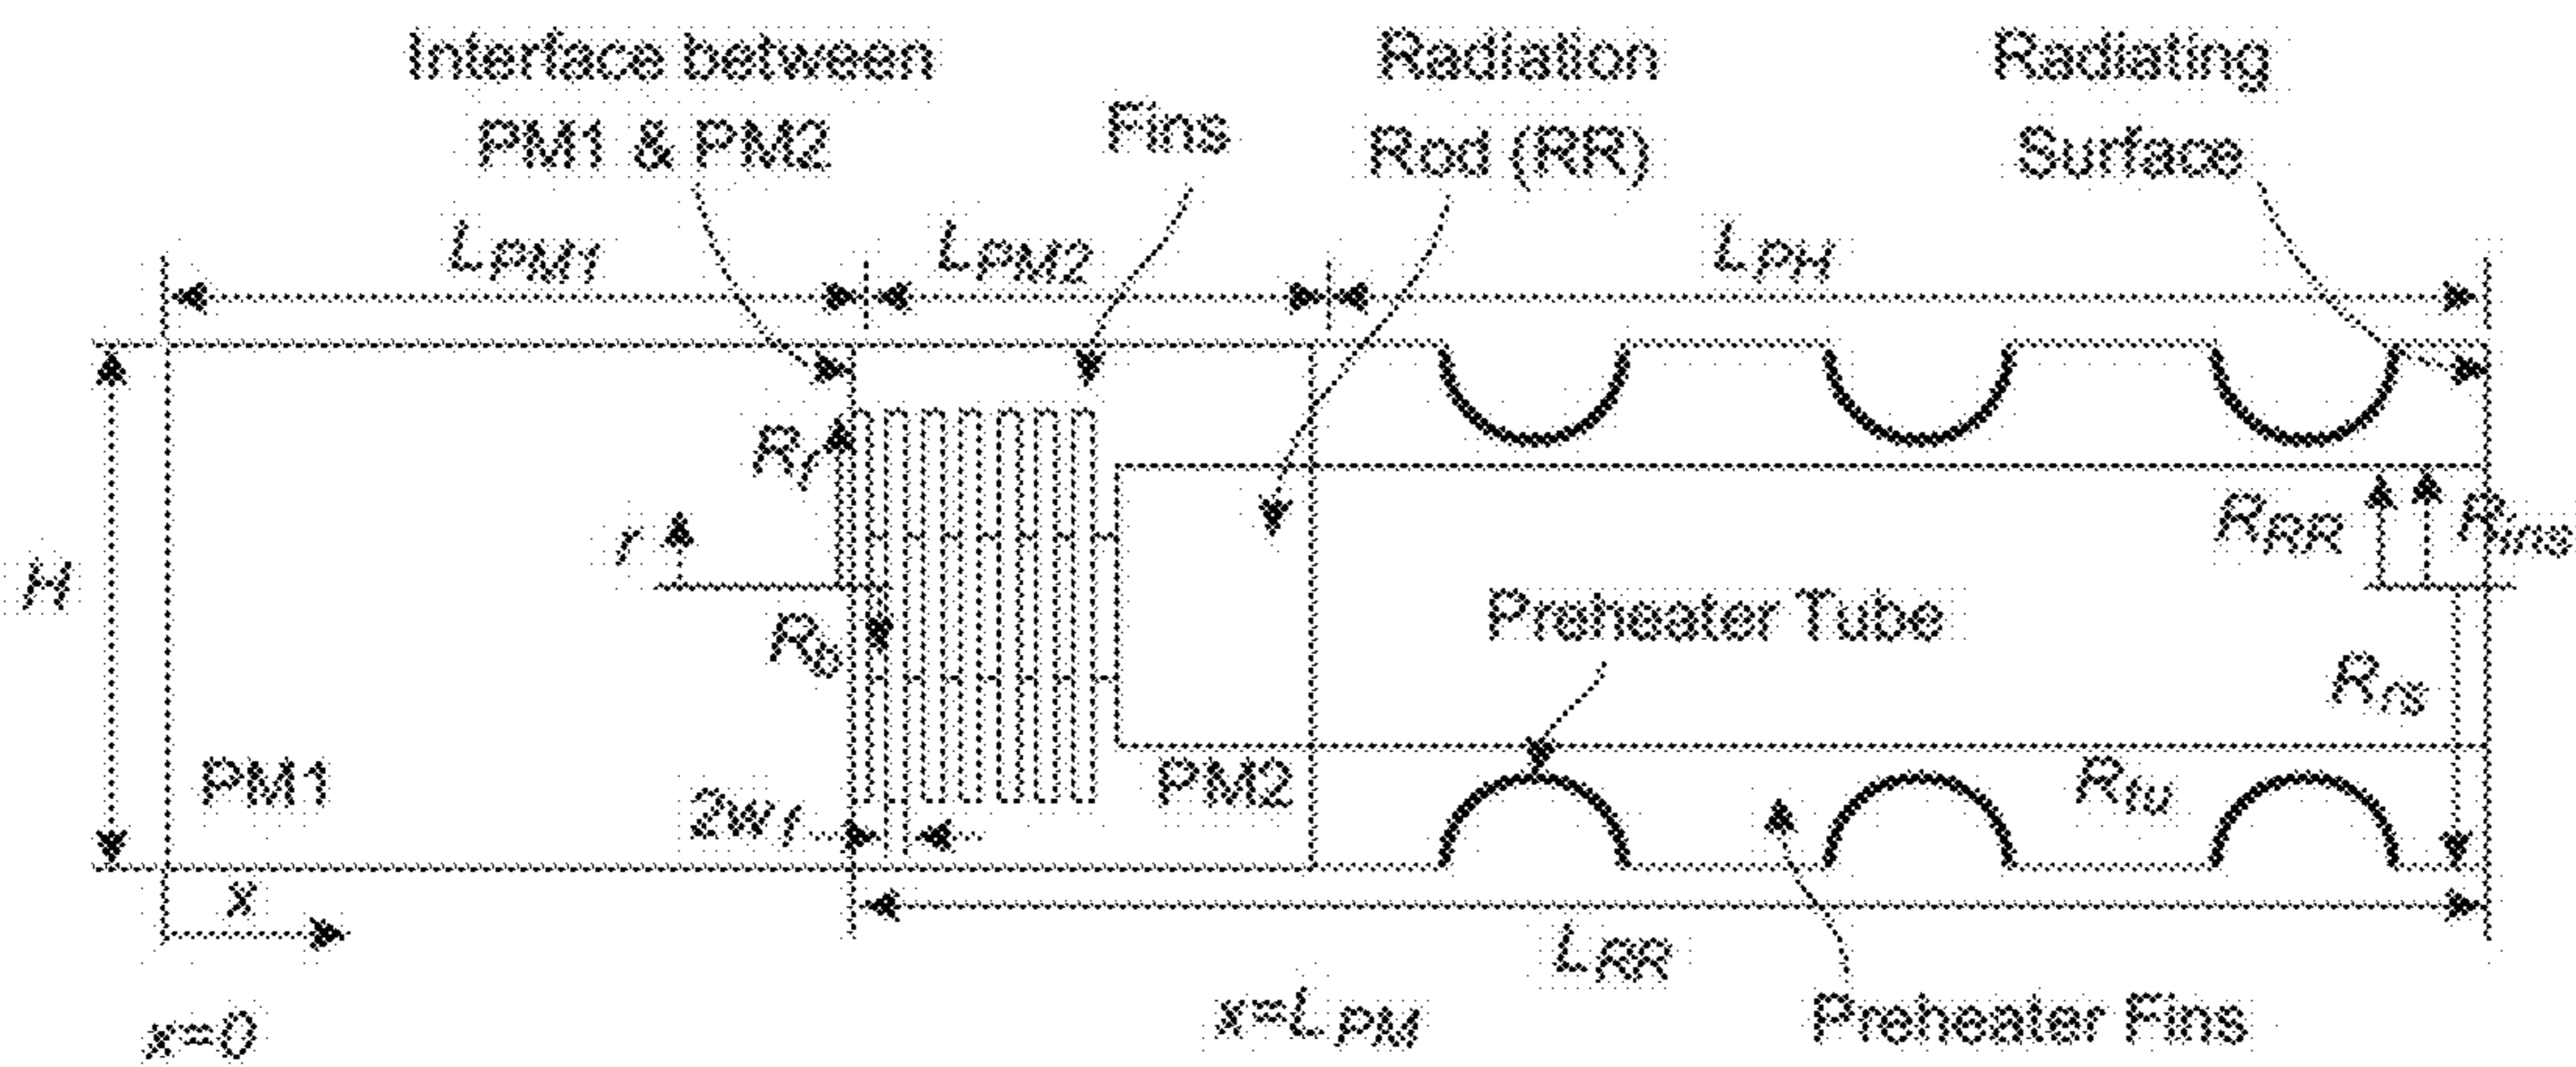 Interface between
PM1 & PM2
Fins
Radiation
Rod (RR)
Radiating
Surface
LPM1
LPM2
LPH
Rf
r
H
Rb
RRR
Rins
Preheater Tube
Rrs
PM1
2wf
PM2
Rtu
x
LRR
x=0
x=LPM
Preheater Fins